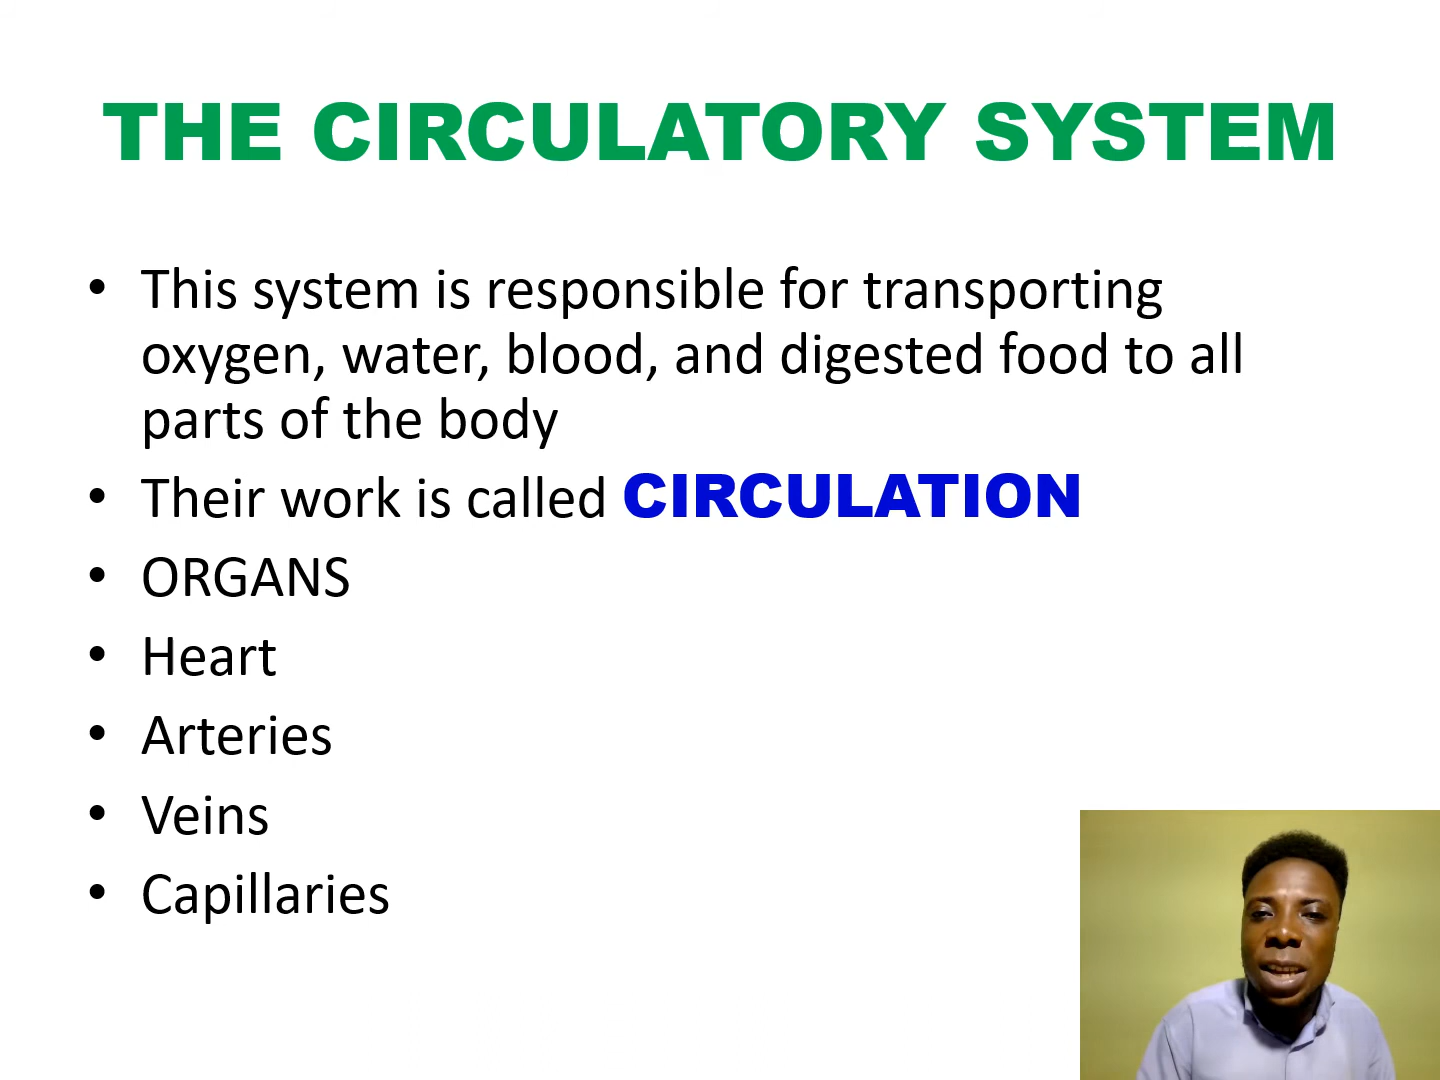 THE CIRCULATORY SYSTEM
• This system is responsible for transporting
oxygen, water, blood, and digested food to all
parts of the body
• Their work is called CIRCULATION
• ORGANS
• Heart
• Arteries
• Veins
• Capillaries